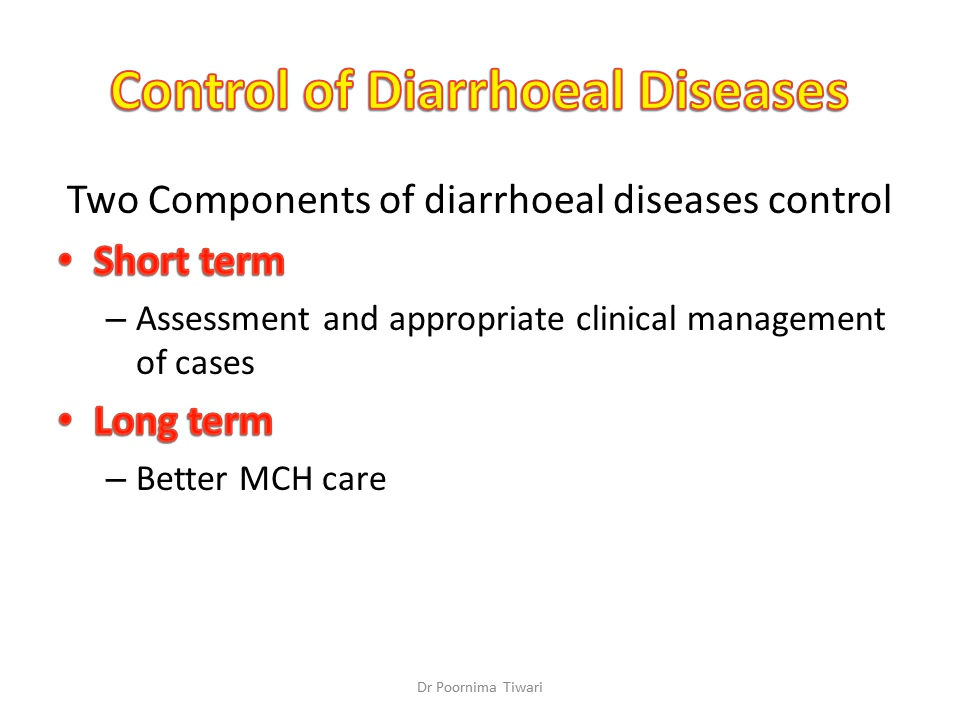 Control of Diarrhoeal Diseases
Two Components of diarrhoeal diseases control
• Short term
– Assessment and appropriate clinical management
of cases
• Long term
– Better MCH care
Dr Poornima Tiwari